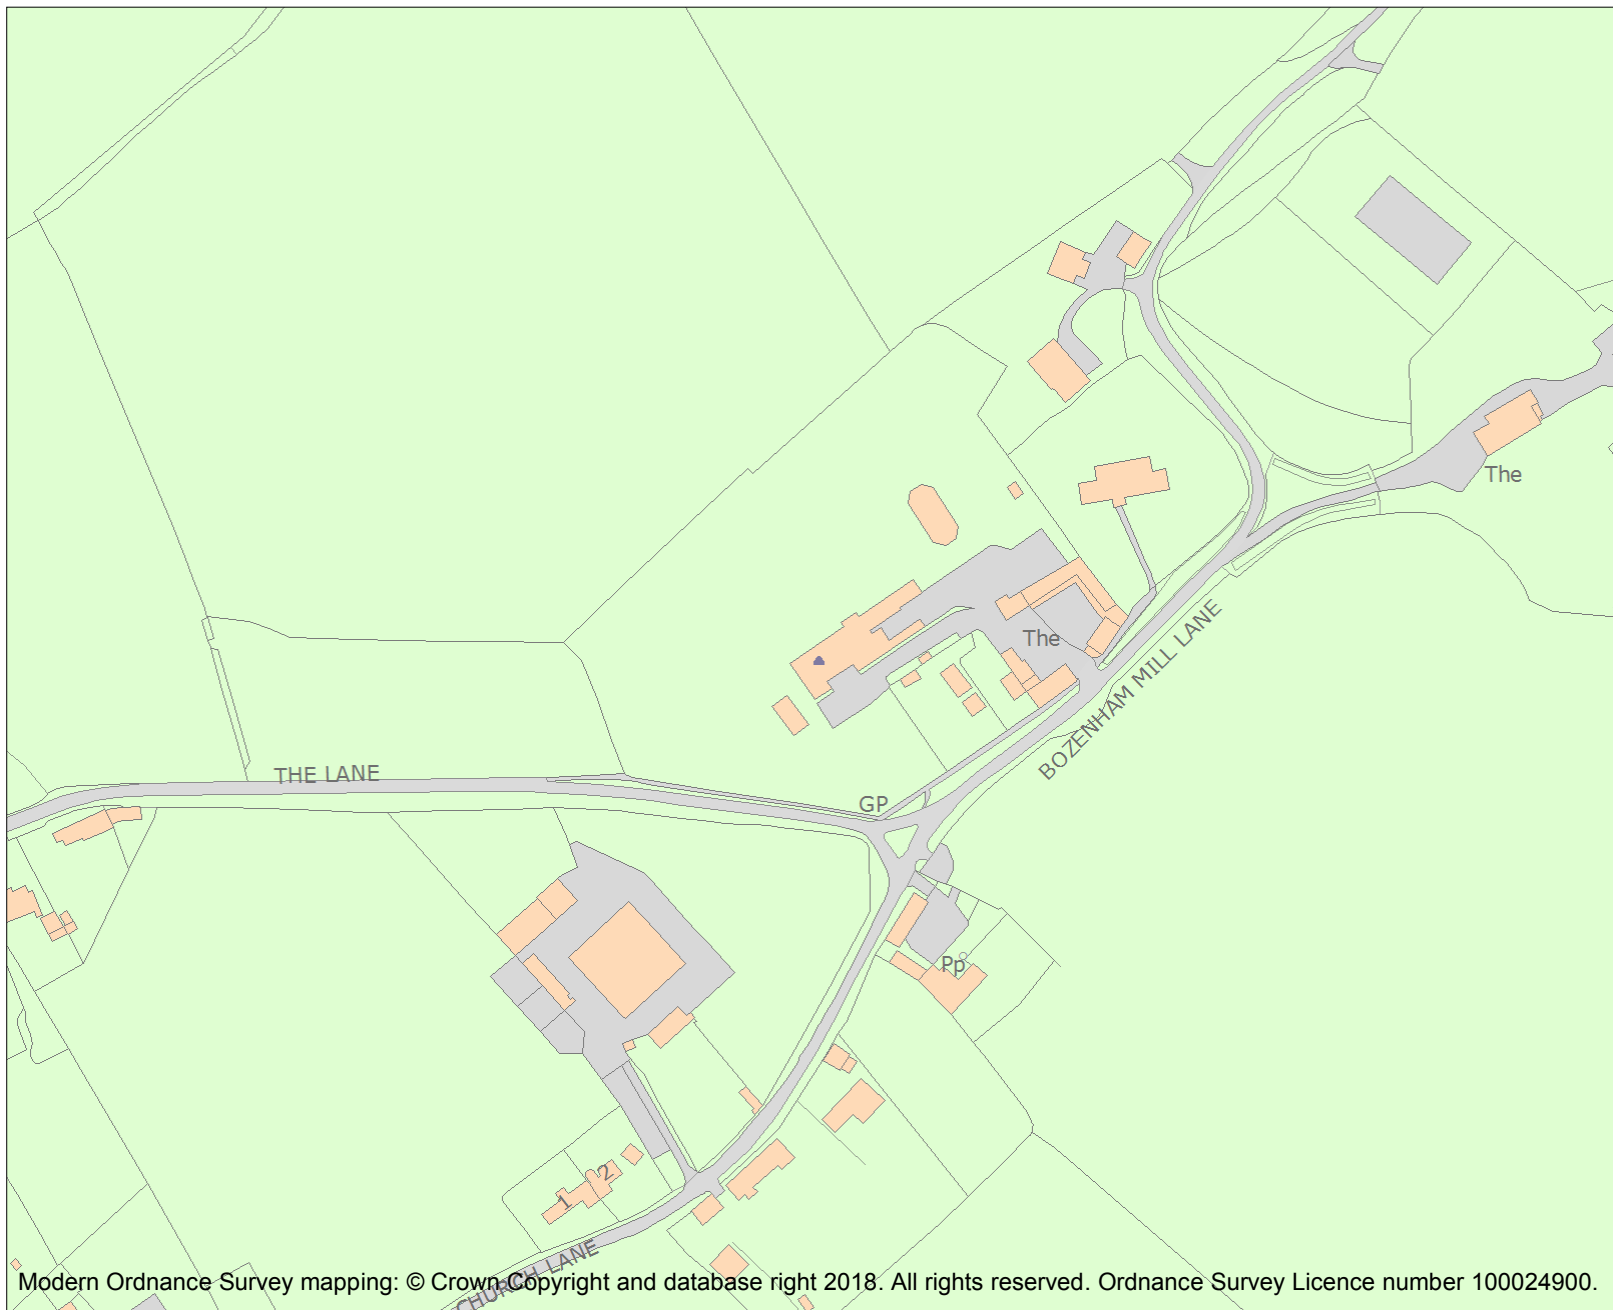 The
The
BOZENHAM MILL LANE
THE LANE
GP
Pp
2
1
CHURCH LANE
Modern Ordnance Survey mapping: © Crown Copyright and database right 2018. All rights reserved. Ordnance Survey Licence number 100024900.